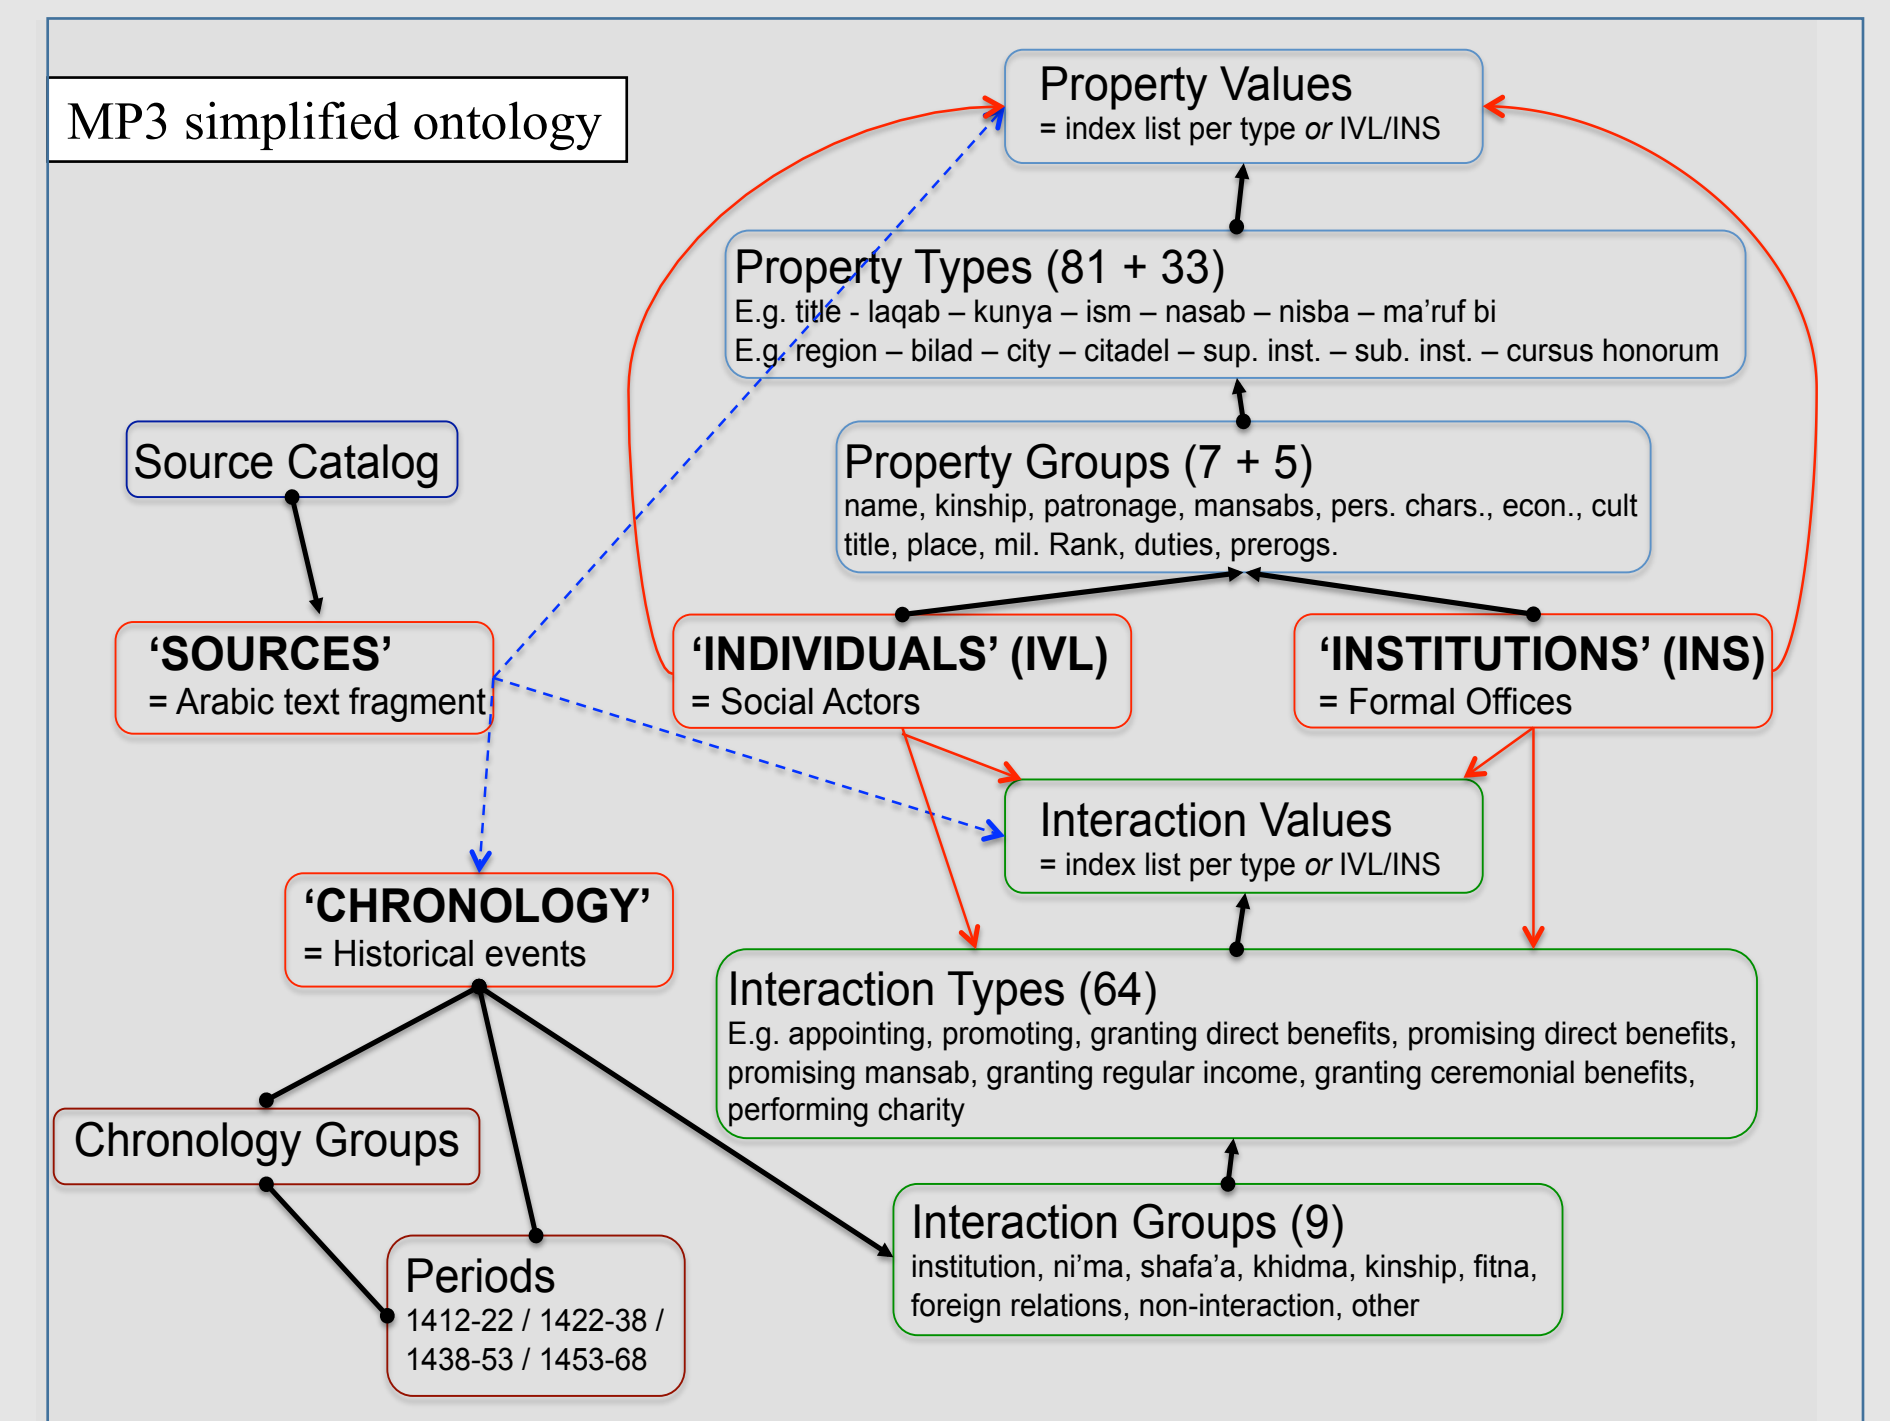 MP3 simplified ontology
Property Values
= index list per type or IVL/INS
Property Types (81 + 33)
E.g. title - laqab – kunya – ism – nasab – nisba – ma’ruf bi
E.g. region – bilad – city – citadel – sup. inst. – sub. inst. – cursus honorum
Source Catalog
Property Groups (7 + 5)
name, kinship, patronage, mansabs, pers. chars., econ., cult
title, place, mil. Rank, duties, prerogs.
‘SOURCES’
= Arabic text fragment
‘INDIVIDUALS’ (IVL)
= Social Actors
‘INSTITUTIONS’ (INS)
= Formal Offices
Interaction Values
= index list per type or IVL/INS
‘CHRONOLOGY’
= Historical events
Interaction Types (64)
E.g. appointing, promoting, granting direct benefits, promising direct benefits,
promising mansab, granting regular income, granting ceremonial benefits,
performing charity
Chronology Groups
Interaction Groups (9)
institution, ni’ma, shafa’a, khidma, kinship, fitna,
foreign relations, non-interaction, other
Periods
1412-22 / 1422-38 /
1438-53 / 1453-68